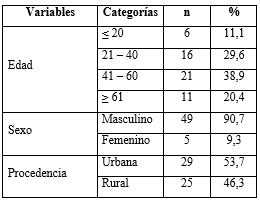 Variables Categorías n %
Edad
≤ 20 6 11,1
21 – 40 16 29,6
41 – 60 21 38,9
≥ 61 11 20,4
Sexo
Masculino 49 90,7
Femenino 5 9,3
Procedencia
Urbana 29 53,7
Rural 25 46,3